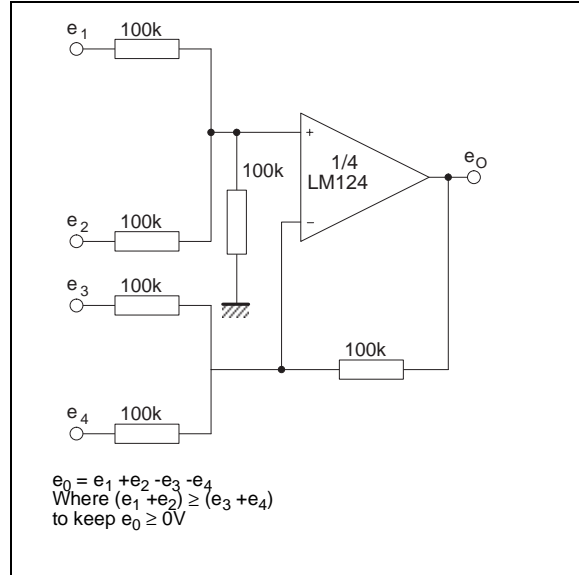 e1 100k
1/4
LM124
+
-
100k
eO
e2 100k
e3 100k
100k
e4 100k
e0 = e1 +e2 -e3 -e4
Where (e1 +e2) ≥ (e3 +e4)
to keep e0 ≥ 0V